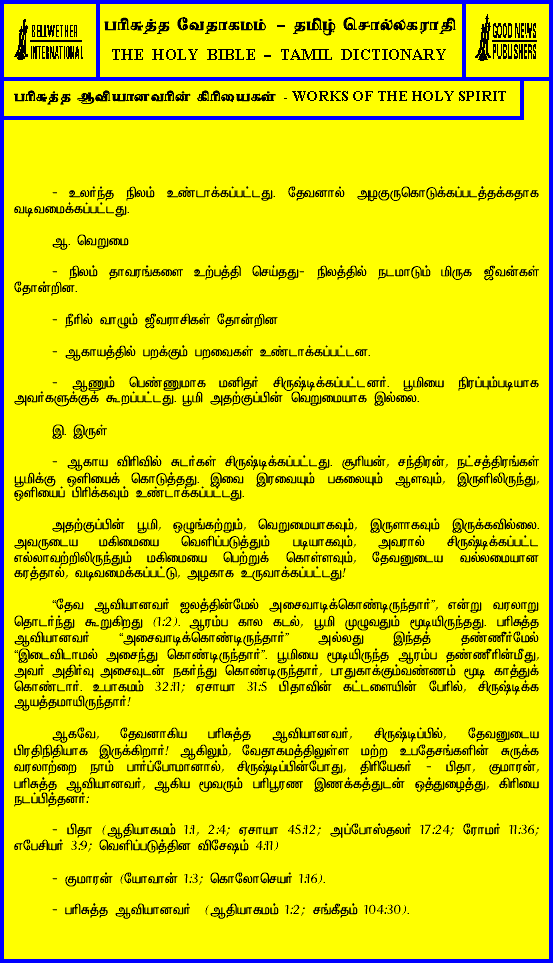 BELLWETHER
INTERNATIONAL
பரிசுத்த வேதாகமம் – தமிழ் சொல்லகராதி
THE HOLY BIBLE – TAMIL DICTIONARY
GOOD NEWS
PUBLISHERS
பரிசுத்த ஆவியானவரின் கிரியைகள் - WORKS OF THE HOLY SPIRIT
- உலர்ந்த நிலம் உண்டாக்கப்பட்டது. தேவனால் அழகுருகொடுக்கப்படத்தக்கதாக
வடிவமைக்கப்பட்டது.
ஆ. வெறுமை
- நிலம் தாவரங்களை உற்பத்தி செய்தது- நிலத்தில் நடமாடும் மிருக ஜீவன்கள்
தோன்றின.
- நீரில் வாழும் ஜீவராசிகள் தோன்றின
- ஆகாயத்தில் பறக்கும் பறவைகள் உண்டாக்கப்பட்டன.
- ஆணும் பெண்ணுமாக மனிதர் சிருஷ்டிக்கப்பட்டனர். பூமியை நிரப்பும்படியாக
அவர்களுக்குக் கூறப்பட்டது. பூமி அதற்குப்பின் வெறுமையாக இல்லை.
இ. இருள்
- ஆகாய விரிவில் சுடர்கள் சிருஷ்டிக்கப்பட்டது. சூரியன், சந்திரன், நட்சத்திரங்கள்
பூமிக்கு ஒளியைக் கொடுத்தது. இவை இரவையும் பகலையும் ஆளவும், இருளிலிருந்து,
ஒளியைப் பிரிக்கவும் உண்டாக்கப்பட்டது.
அதற்குப்பின் பூமி, ஒழுங்கற்றும், வெறுமையாகவும், இருளாகவும் இருக்கவில்லை.
அவருடைய மகிமையை வெளிப்படுத்தும் படியாகவும், அவரால் சிருஷ்டிக்கப்பட்ட
எல்லாவற்றிலிருந்தும் மகிமையை பெற்றுக் கொள்ளவும், தேவனுடைய வல்லமையான
கரத்தால், வடிவமைக்கப்பட்டு, அழகாக உருவாக்கப்பட்டது!
“தேவ ஆவியானவர் ஜலத்தின்மேல் அசைவாடிக்கொண்டிருந்தார்”, என்று வரலாறு
தொடர்ந்து கூறுகிறது (1:2). ஆரம்ப கால கடல், பூமி முழுவதும் மூடியிருந்தது. பரிசுத்த
ஆவியானவர் “அசைவாடிக்கொண்டிருந்தார்” அல்லது இந்தத் தண்ணீர்மேல்
“இடைவிடாமல் அசைந்து கொண்டிருந்தார்”. பூமியை மூடியிருந்த ஆரம்ப தண்ணீரின்மீது,
அவர் அதிர்வு அசைவுடன் நகர்ந்து கொண்டிருந்தார், பாதுகாக்கும்வண்ணம் மூடி காத்துக்
கொண்டார். உபாகமம் 32:11; ஏசாயா 31:5 பிதாவின் கட்டளையின் பேரில், சிருஷ்டிக்க
ஆயத்தமாயிருந்தார்!
ஆகவே, தேவனாகிய பரிசுத்த ஆவியானவர், சிருஷ்டிப்பில், தேவனுடைய
பிரதிநிதியாக இருக்கிறார்! ஆகிலும், வேதாகமத்திலுள்ள மற்ற உபதேசங்களின் சுருக்க
வரலாற்றை நாம் பார்ப்போமானால், சிருஷ்டிப்பின்போது, திரியேகர் - பிதா, குமாரன்,
பரிசுத்த ஆவியானவர், ஆகிய மூவரும் பரிபூரண இணக்கத்துடன் ஒத்துழைத்து, கிரியை
நடப்பித்தனர்:
- பிதா (ஆதியாகமம் 1:1, 2:4; ஏசாயா 45:12; அப்போஸ்தலர் 17:24; ரோமர் 11:36;
எபேசியர் 3:9; வெளிப்படுத்தின விசேஷம் 4:11)
- குமாரன் (யோவான் 1:3; கொலோசெயர் 1:16).
- பரிசுத்த ஆவியானவர் (ஆதியாகமம் 1:2; சங்கீதம் 104:30).